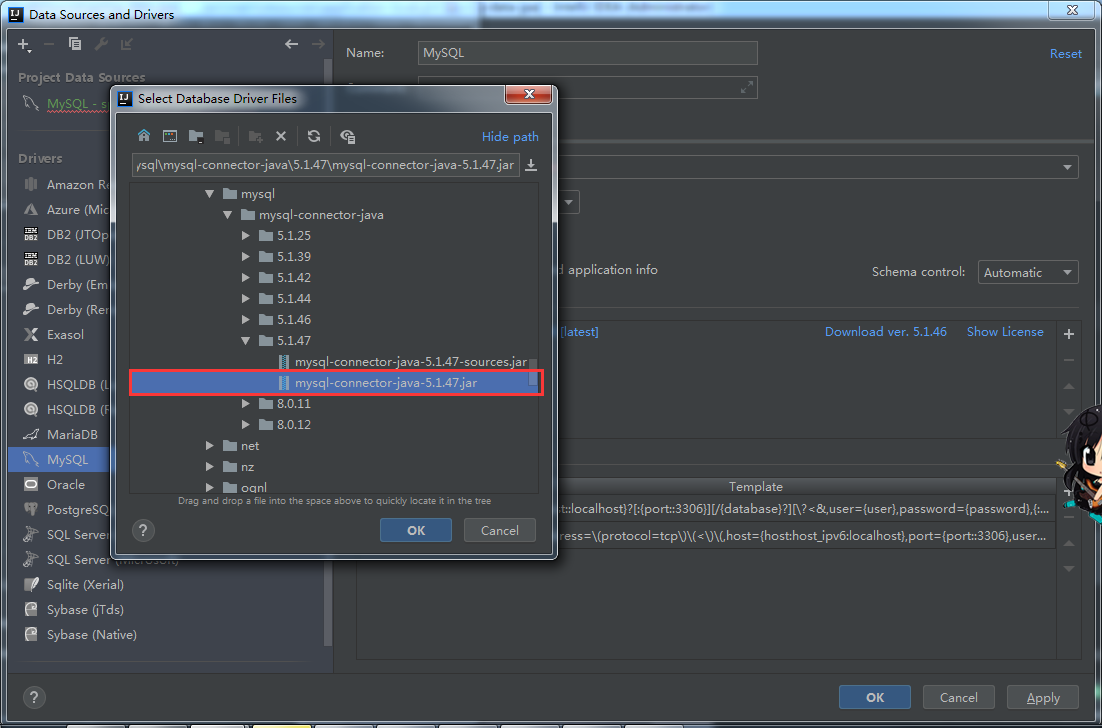 Data Sources and Drivers
Project Data Sources
MySQL - s
Drivers
Amazon Re
Azure (Mic
DB2 (JTOp
DB2 (LUW)
Derby (Em
Derby (Rer
Exasol
H2
HSQLDB (L
HSQLDB (R
MariaDB
MySQL
Oracle
PostgreSQ
SQL Server
SQL Server (Microsoft)
Sqlite (Xerial)
Sybase (jTds)
Sybase (Native)
Name:
MySQL
Reset
Select Database Driver Files
Hide path
ysql\mysql-connector-java\5.1.47\mysql-connector-java-5.1.47.jar
mysql
mysql-connector-java
5.1.25
5.1.39
5.1.42
5.1.44
5.1.46
5.1.47
mysql-connector-java-5.1.47-sources.jar
mysql-connector-java-5.1.47.jar
8.0.11
8.0.12
net
nz
ognl
Drag and drop a file into the space above to quickly locate it in the tree
?
OK
Cancel
d application info
Schema control:
Automatic
[latest]
Download ver. 5.1.46
Show License
Template
t::localhost}?[:{port::3306}][/{database}?][\?<&,user={user},password={password},{:...
ress=\(protocol=tcp\)\(<\)\(,host={host:host_ipv6:localhost},port={port::3306},user...
?
OK
Cancel
Apply